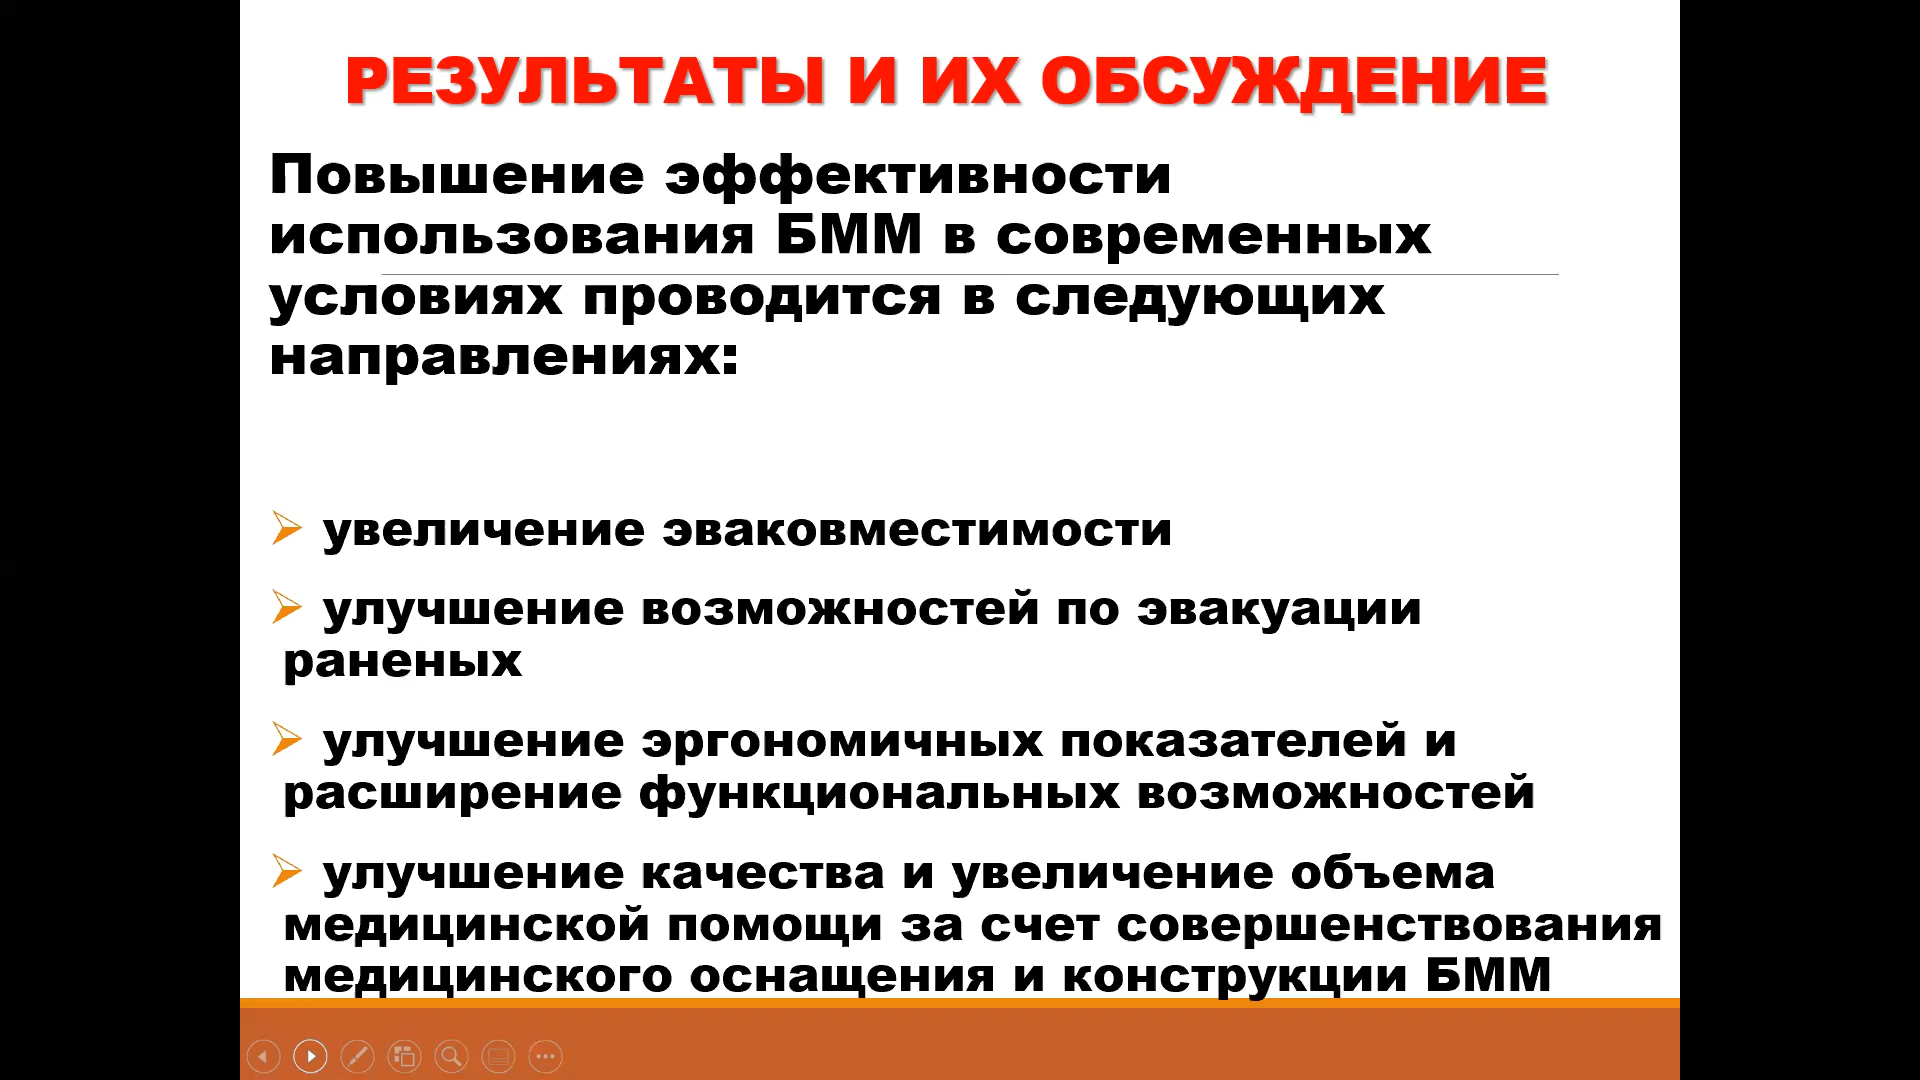 РЕЗУЛЬТАТЫ И ИХ ОБСУЖДЕНИЕ
Повышение эффективности
использования БММ в современных
условиях проводится в следующих
направлениях:
увеличение эваковместимости
улучшение возможностей по эвакуации
раненых
улучшение эргономичных показателей и
расширение функциональных возможностей
улучшение качества и увеличение объема
медицинской помощи за счет совершенствования
медицинского оснащения и конструкции БММ